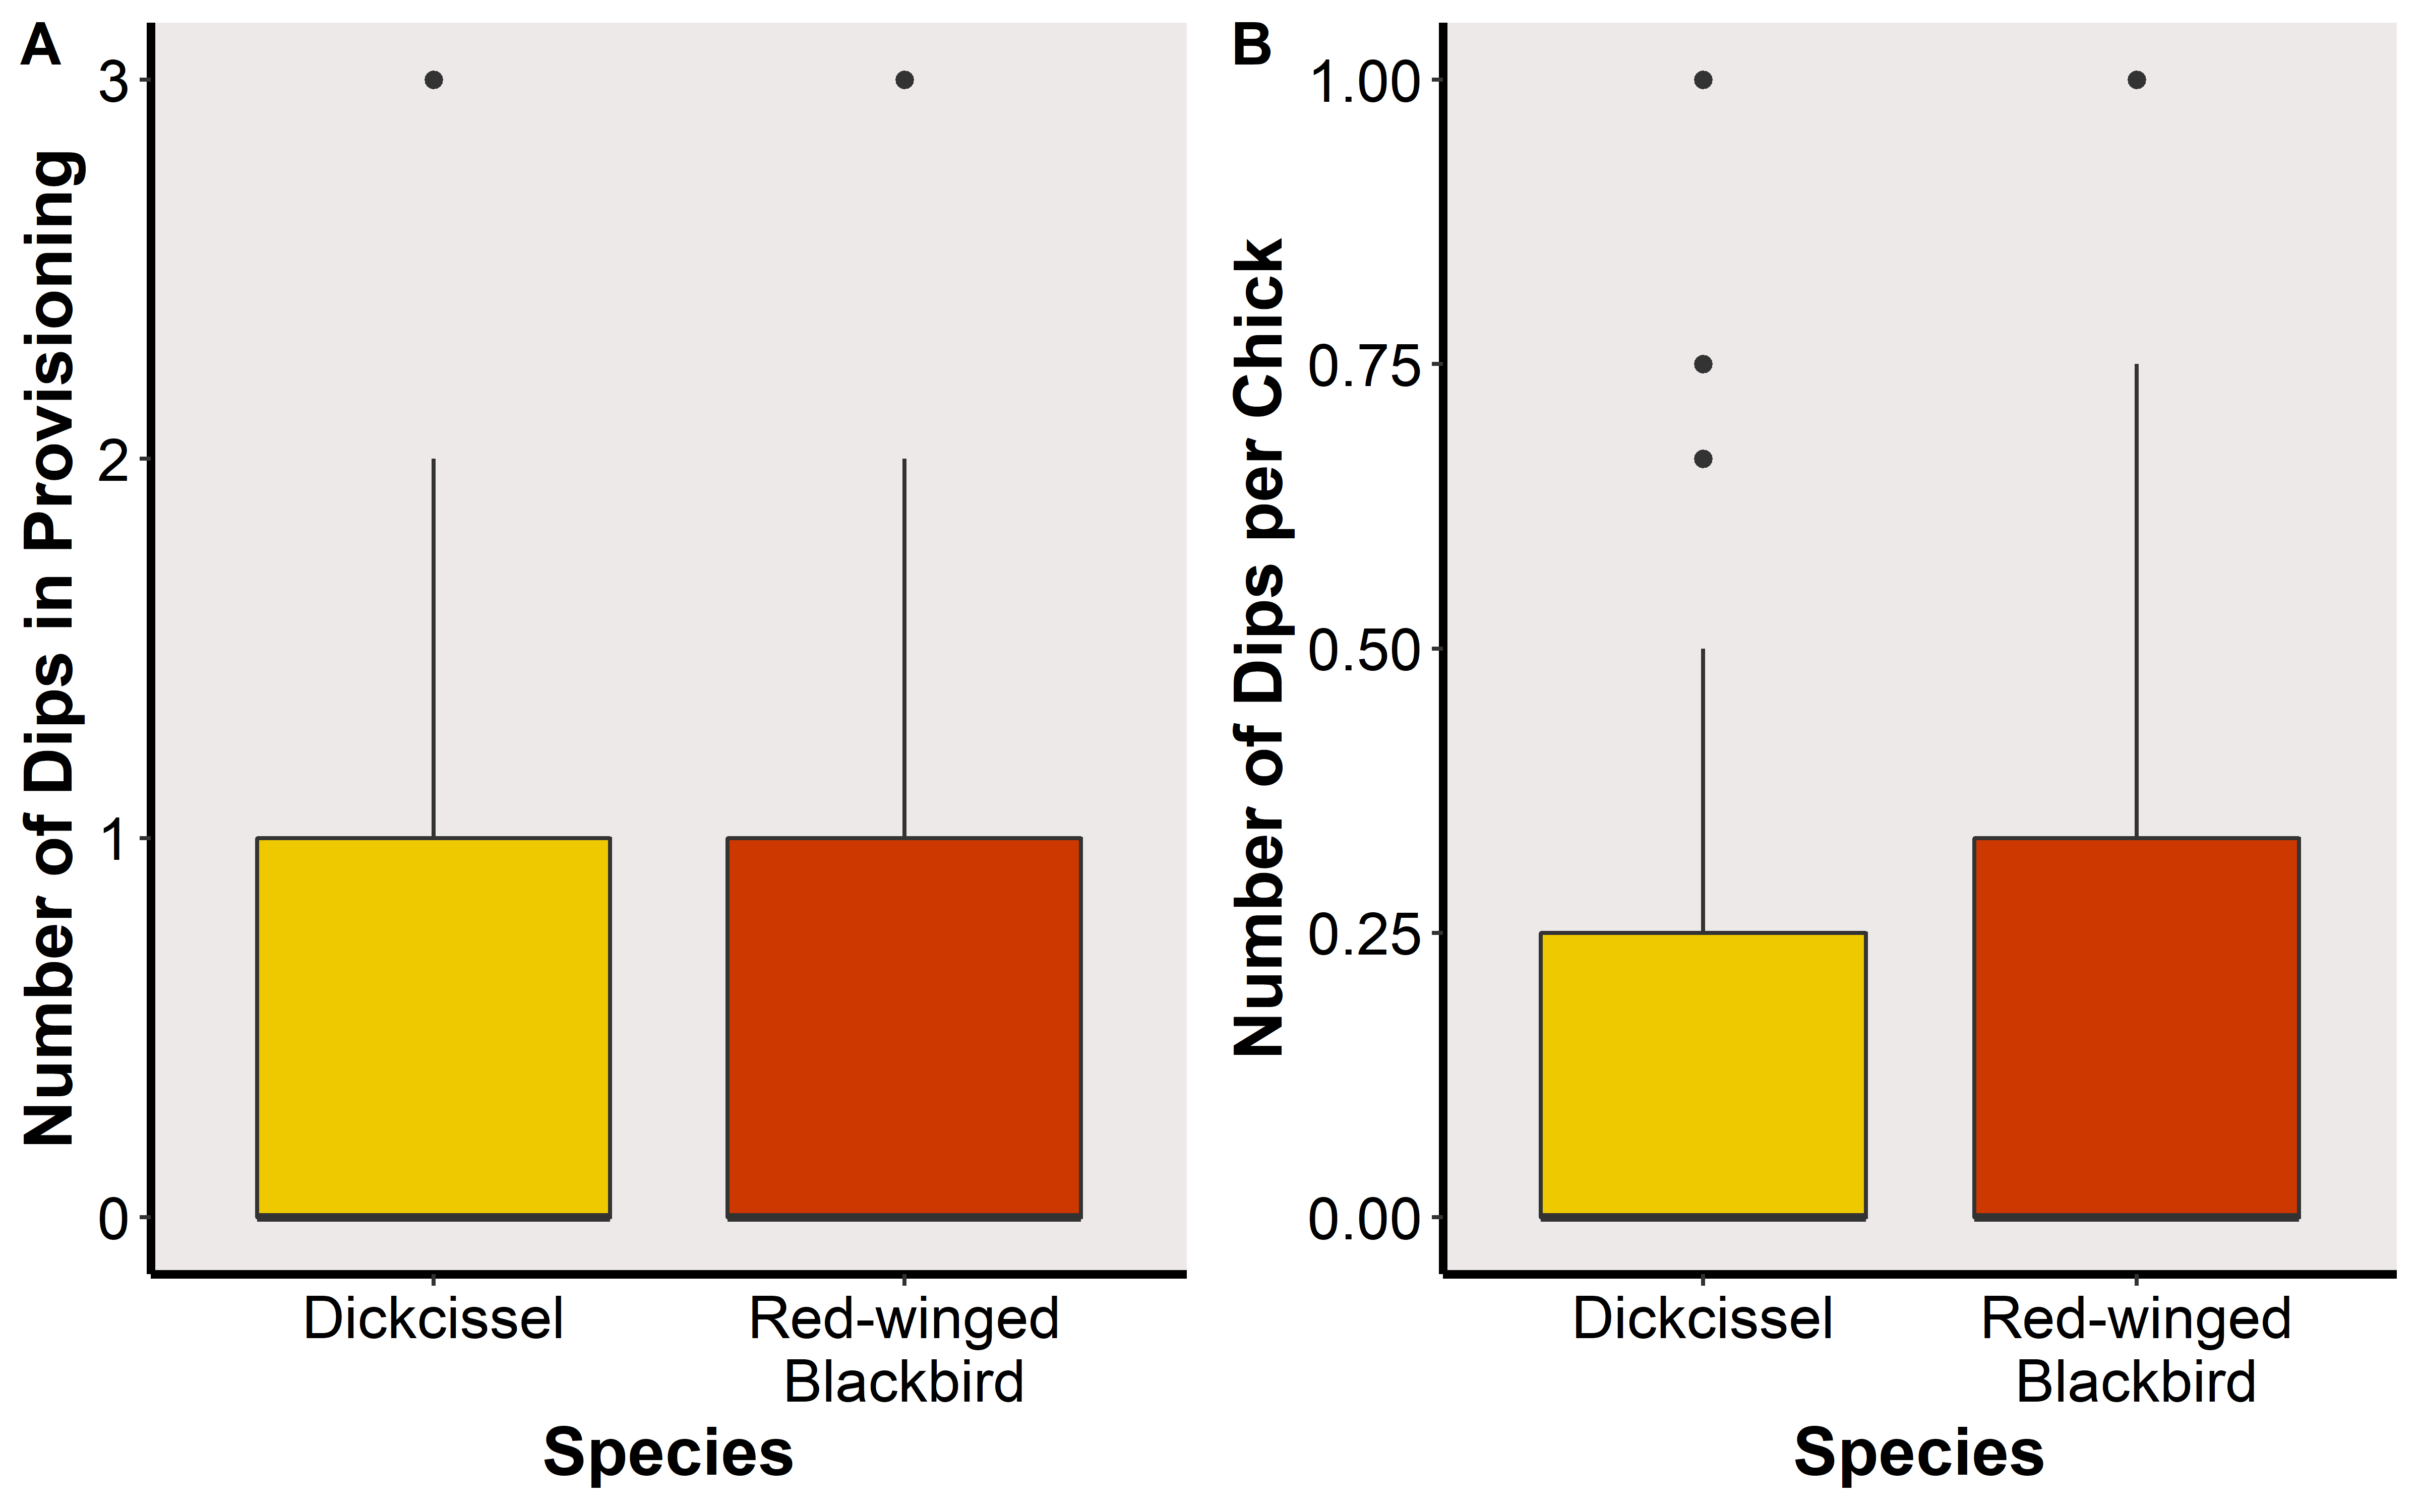 A
Number of Dips in Provisioning
3
2
1
0
Dickcissel
Red-winged
Blackbird
Species
B
Number of Dips per Chick
1.00
0.75
0.50
0.25
0.00
Dickcissel
Red-winged
Blackbird
Species